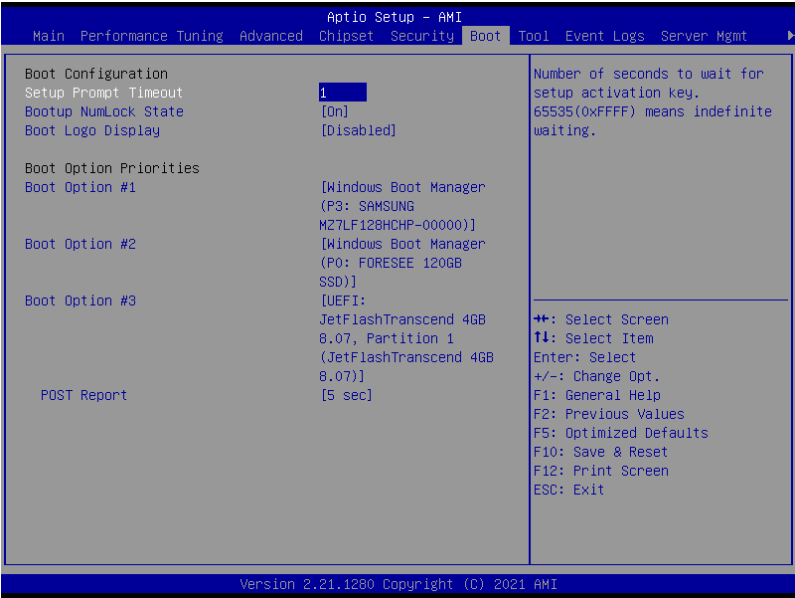 Aptio Setup – AMI
Main Performance Tuning Advanced Chipset Security Boot Tool Event Logs Server Mgmt
Boot Configuration
Setup Prompt Timeout 1
Bootup NumLock State [On]
Boot Logo Display [Disabled]
Boot Option Priorities
Boot Option #1 [Windows Boot Manager
(P3: SAMSUNG
MZ7LF128HCHP-00000)]
Boot Option #2 [Windows Boot Manager
(P0: FORESEE 120GB
SSD)]
Boot Option #3 [UEFI:
JetFlashTranscend 4GB
8.07, Partition 1
(JetFlashTranscend 4GB
8.07)]
POST Report [5 sec]
Number of seconds to wait for
setup activation key.
65535(0xFFFF) means indefinite
waiting.
→←: Select Screen
↑↓: Select Item
Enter: Select
+/-: Change Opt.
F1: General Help
F2: Previous Values
F5: Optimized Defaults
F10: Save & Reset
F12: Print Screen
ESC: Exit
Version 2.21.1280 Copyright (C) 2021 AMI